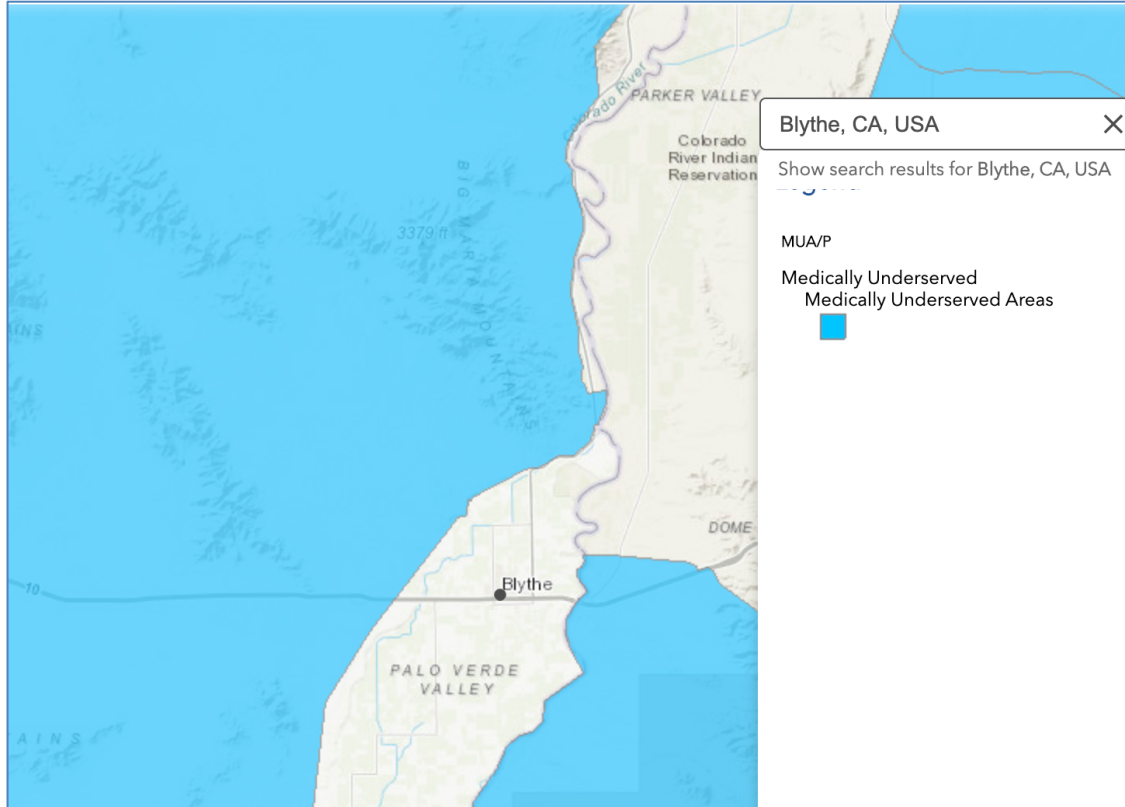 Colorado River
PARKER VALLEY
Colorado
River Indian
Reservation
BIG MARIA MOUNTAINS
3379 ft
AINS
DOME
10
Blythe
PALO VERDE
VALLEY
AINS
Blythe, CA, USA
Show search results for Blythe, CA, USA
Legend
MUA/P
Medically Underserved
Medically Underserved Areas